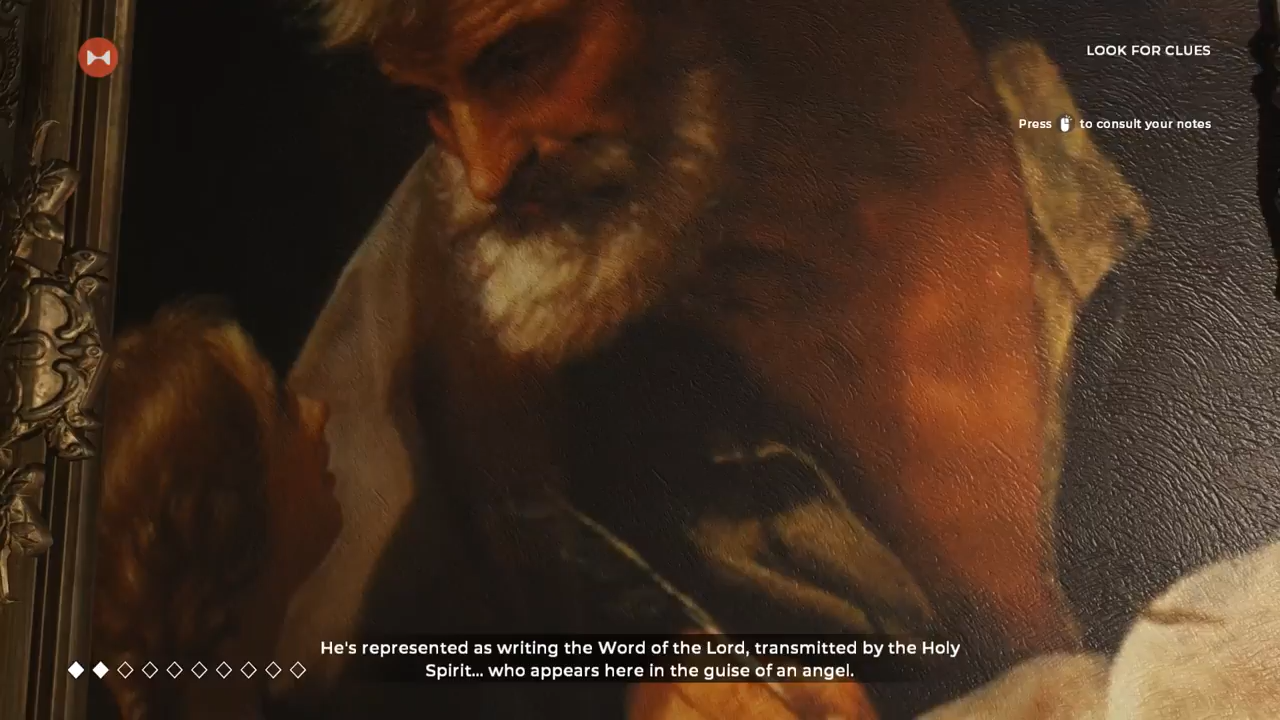 LOOK FOR CLUES
Press to consult your notes
He's represented as writing the Word of the Lord, transmitted by the Holy
Spirit... who appears here in the guise of an angel.